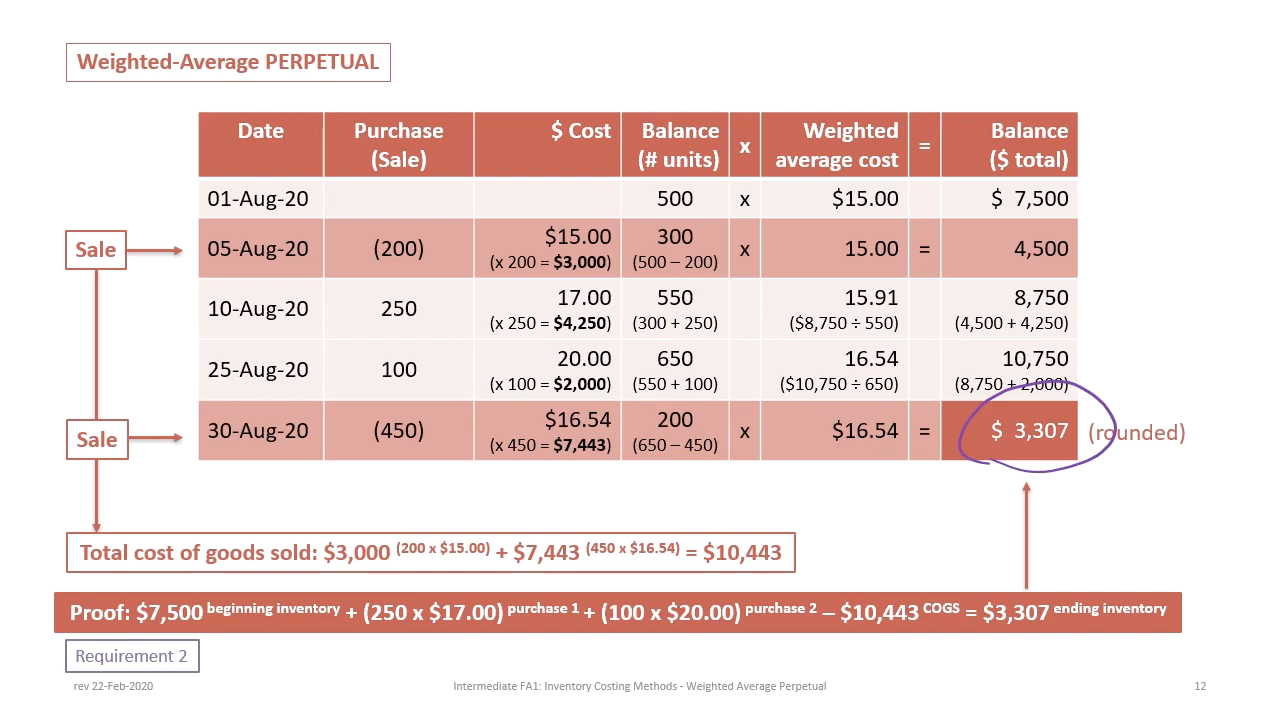 Weighted-Average PERPETUAL
Date Purchase (Sale) $ Cost Balance (# units) x Weighted average cost = Balance ($ total)
01-Aug-20 500 x $15.00 $ 7,500
Sale
05-Aug-20 (200) $15.00 300 x 15.00 = 4,500
(x 200 = $3,000) (500 – 200)
10-Aug-20 250 17.00 550 15.91 8,750
(x 250 = $4,250) (300 + 250) ($8,750 ÷ 550) (4,500 + 4,250)
25-Aug-20 100 20.00 650 16.54 10,750
(x 100 = $2,000) (550 + 100) ($10,750 ÷ 650) (8,750 + 2,000)
Sale
30-Aug-20 (450) $16.54 200 x $16.54 = $ 3,307 (rounded)
(x 450 = $7,443) (650 – 450)
Total cost of goods sold: $3,000 (200 x $15.00) + $7,443 (450 x $16.54) = $10,443
Proof: $7,500 beginning inventory + (250 x $17.00) purchase 1 + (100 x $20.00) purchase 2 – $10,443 COGS = $3,307 ending inventory
Requirement 2
rev 22-Feb-2020 Intermediate FA1: Inventory Costing Methods - Weighted Average Perpetual 12